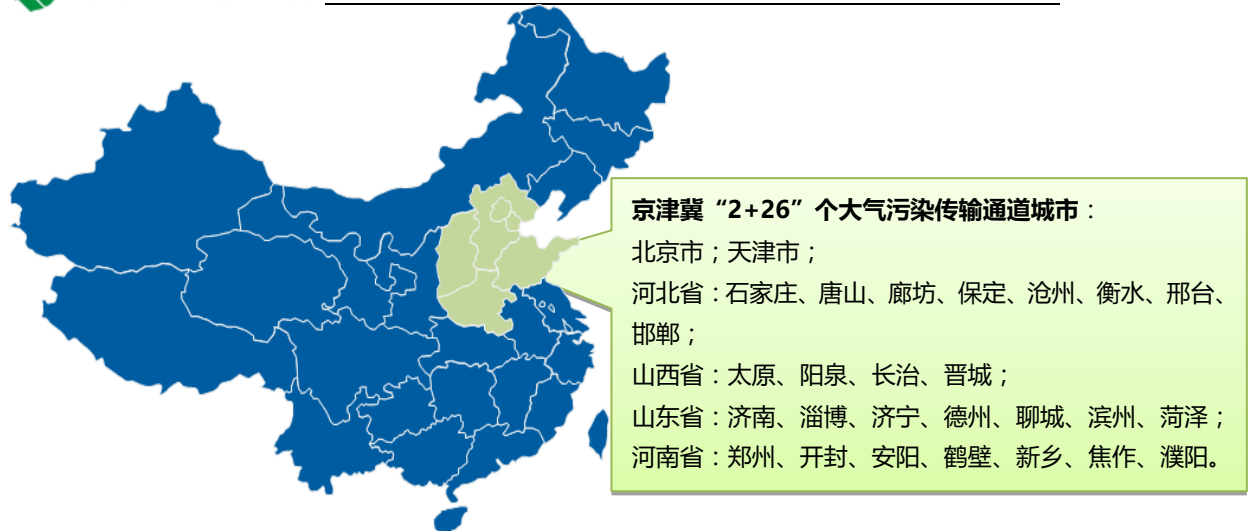 京津冀“2+26”个大气污染传输通道城市：
北京市；天津市；
河北省：石家庄、唐山、廊坊、保定、沧州、衡水、邢台、
邯郸；
山西省：太原、阳泉、长治、晋城；
山东省：济南、淄博、济宁、德州、聊城、滨州、菏泽；
河南省：郑州、开封、安阳、鹤壁、新乡、焦作、濮阳。